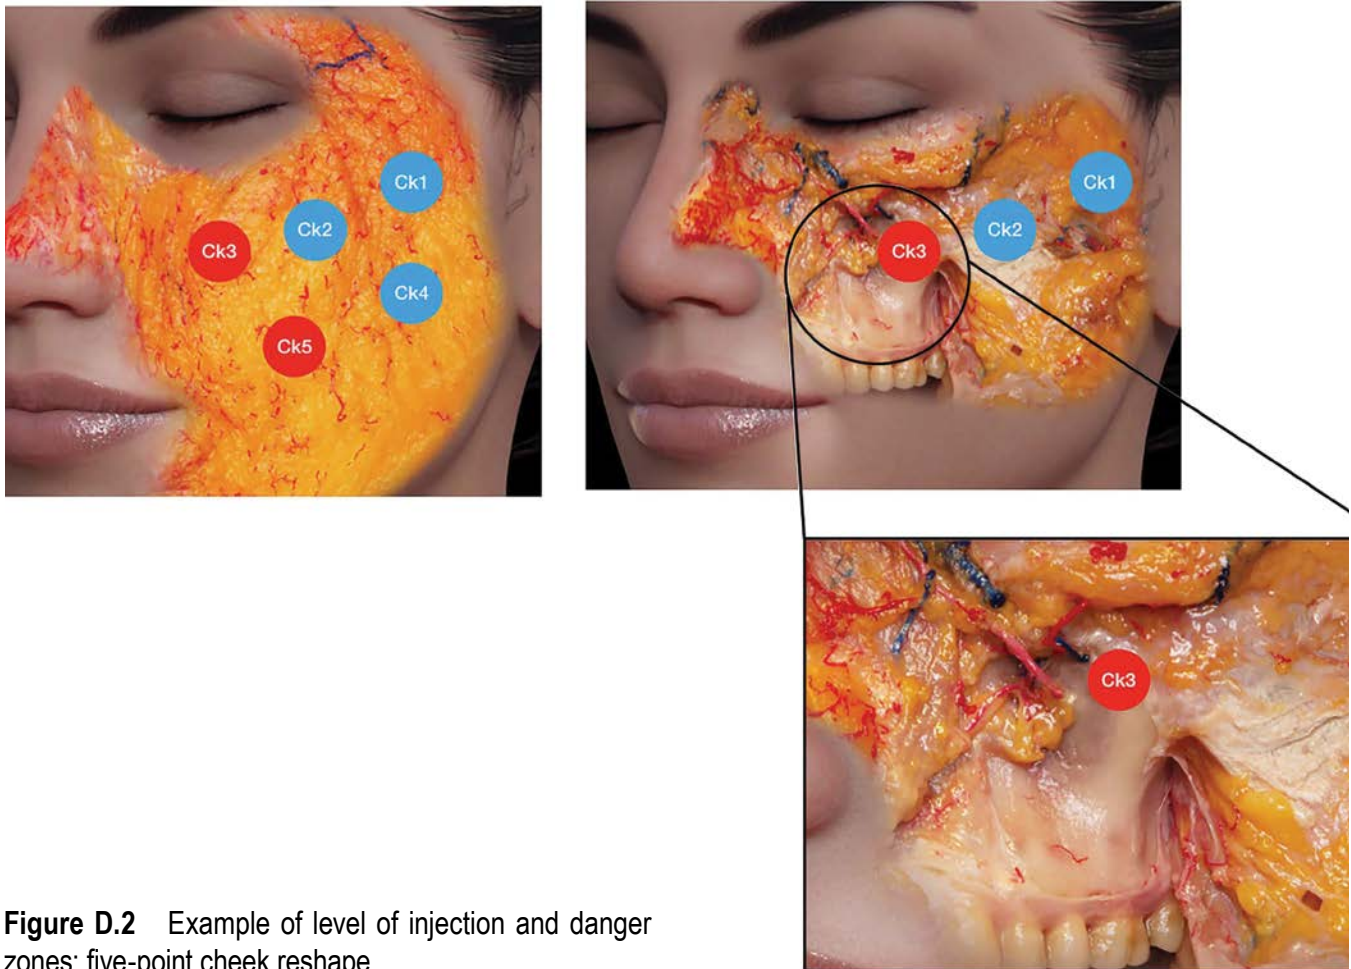 Ck1
Ck2
Ck3
Ck4
Ck5
Ck1
Ck2
Ck3
Ck3
Figure D.2 Example of level of injection and danger
zones: five-point cheek reshape